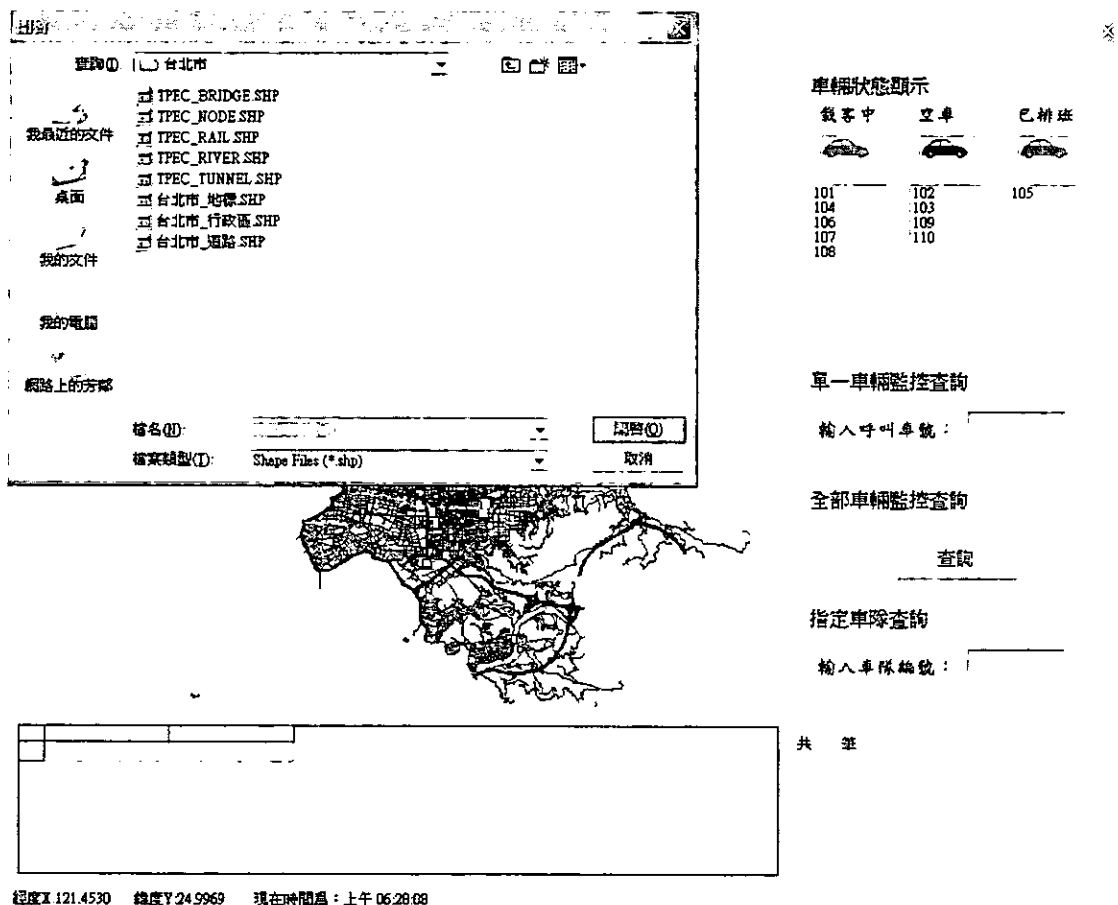 開啓
查詢(I): 台北市
TPEC_BRIDGE.SHP
TPEC_NODE.SHP
TPEC_RAIL.SHP
TPEC_RIVER.SHP
TPEC_TUNNEL.SHP
台北市_地標.SHP
台北市_行政區.SHP
台北市_道路.SHP
我最近的文件
桌面
我的文件
我的電腦
網路上的芳鄰
檔名(N):
開啓(O)
檔案類型(T): Shape Files (*.shp)
取消
車輛狀態顯示
載客中 空車 已排班
101 102 105
104 103
106 109
107 110
108
單一車輛監控查詢
輸入呼叫車號：
全部車輛監控查詢
查詢
指定車隊查詢
輸入車隊編號：
共 筆
經度X:121.4530 緯度Y:24.9969 現在時間爲：上午 06:28:08